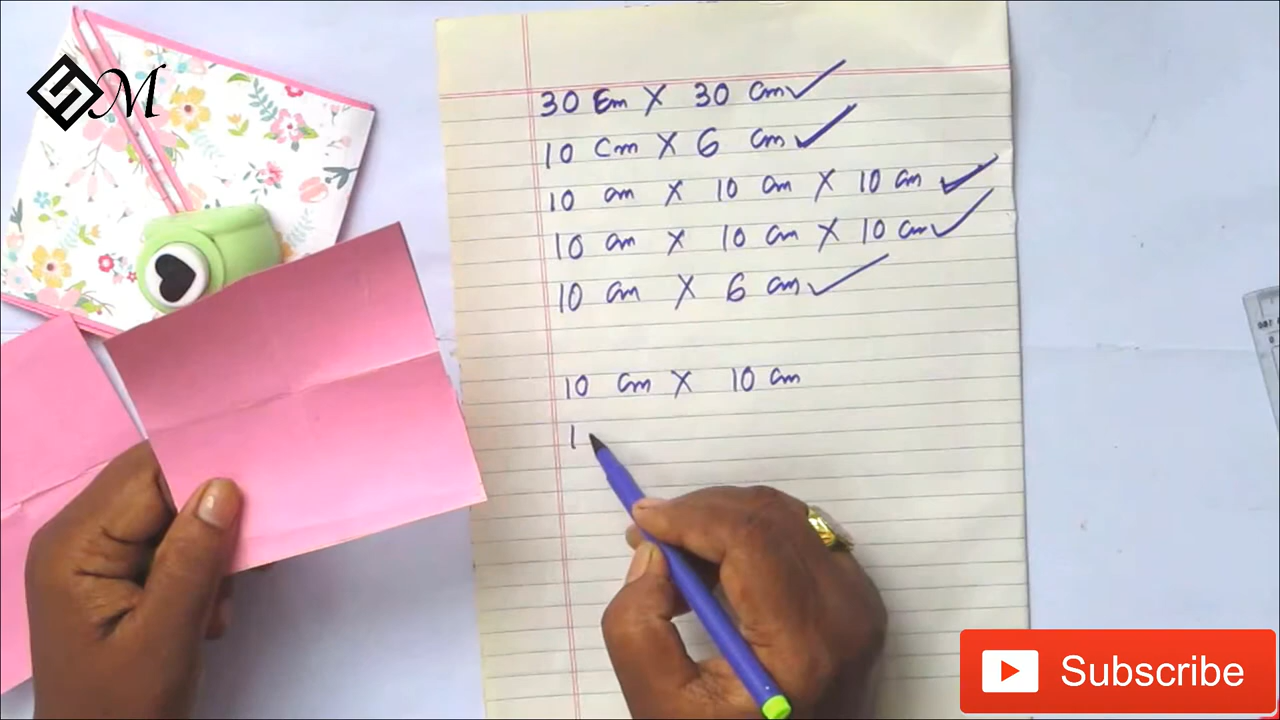 M
30 Cm X 30 cm
10 Cm X 6 cm
10 cm X 10 cm X 10 cm
10 cm X 10 cm X 10 cm
10 cm X 6 cm
10 cm X 10 cm
1
Subscribe